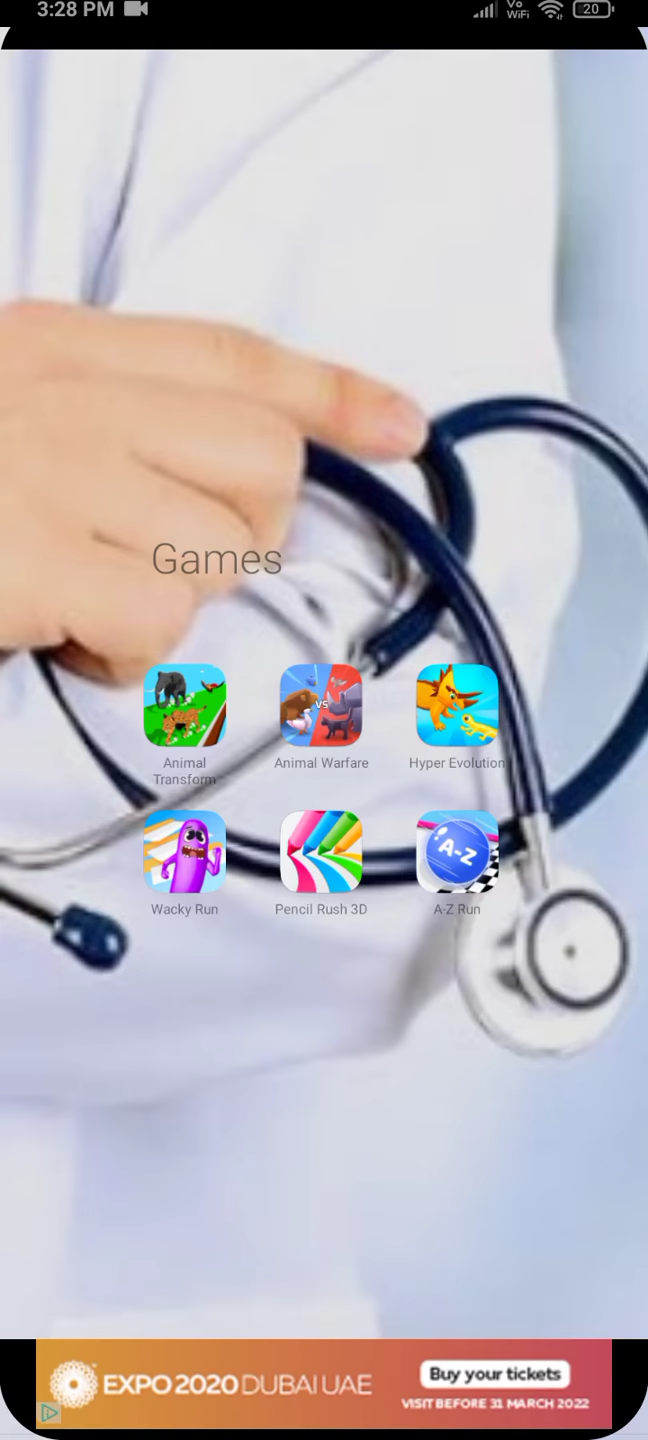 3:28 PM
Vo
WiFi
20
Games
VS
Animal
Transform
Animal Warfare
Hyper Evolution
A-Z
Wacky Run
Pencil Rush 3D
A-Z Run
EXPO 2020 DUBAI UAE
Buy your tickets
VISIT BEFORE 31 MARCH 2022